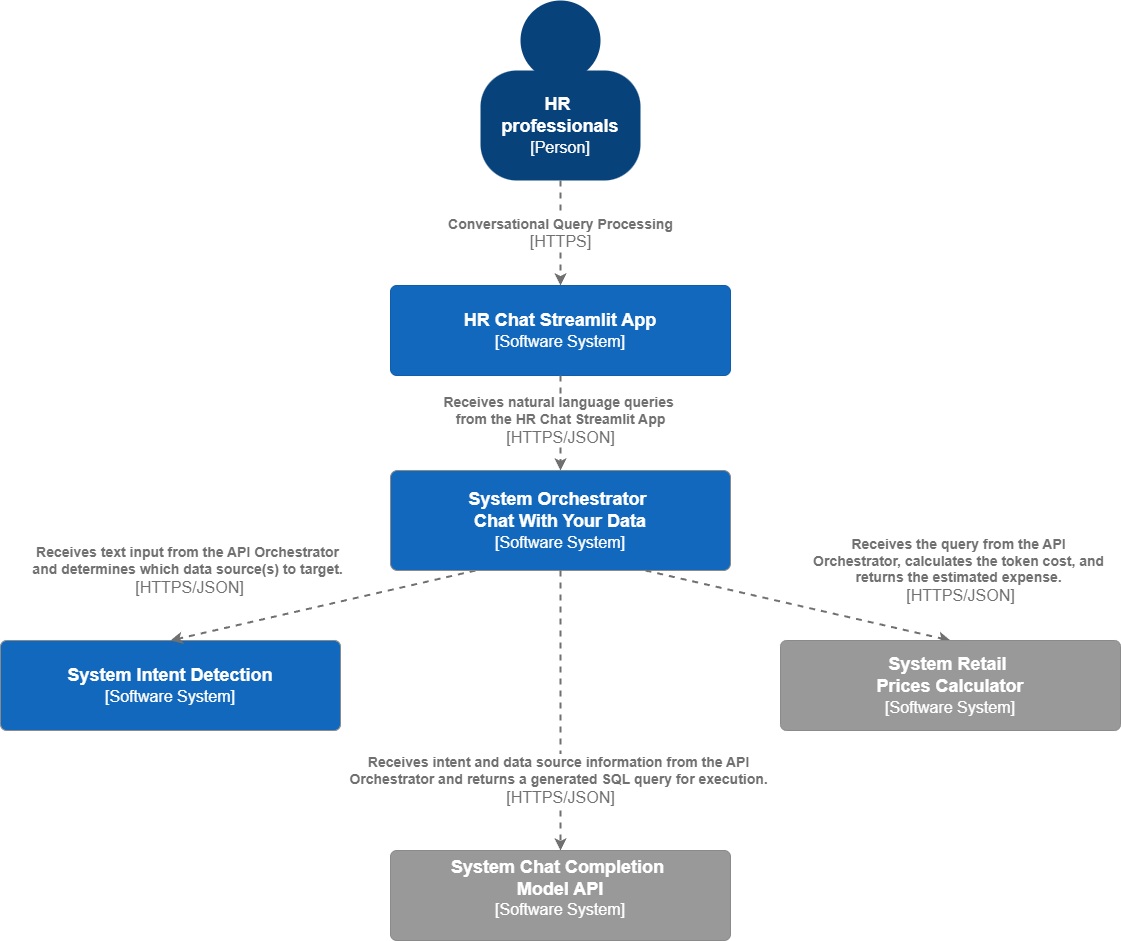 HR
professionals
[Person]
Conversational Query Processing
[HTTPS]
HR Chat Streamlit App
[Software System]
Receives natural language queries
from the HR Chat Streamlit App
[HTTPS/JSON]
System Orchestrator
Chat With Your Data
[Software System]
Receives text input from the API Orchestrator
and determines which data source(s) to target.
[HTTPS/JSON]
Receives the query from the API
Orchestrator, calculates the token cost, and
returns the estimated expense.
[HTTPS/JSON]
System Intent Detection
[Software System]
System Retail
Prices Calculator
[Software System]
Receives intent and data source information from the API
Orchestrator and returns a generated SQL query for execution.
[HTTPS/JSON]
System Chat Completion
Model API
[Software System]